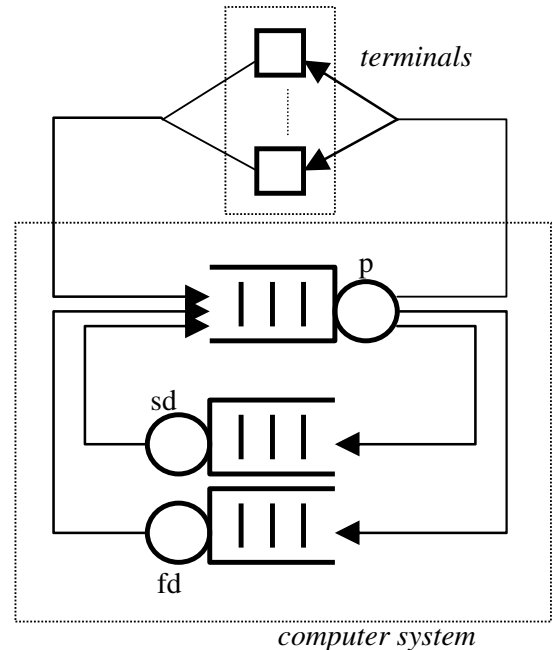 terminals
p
sd
fd
computer system